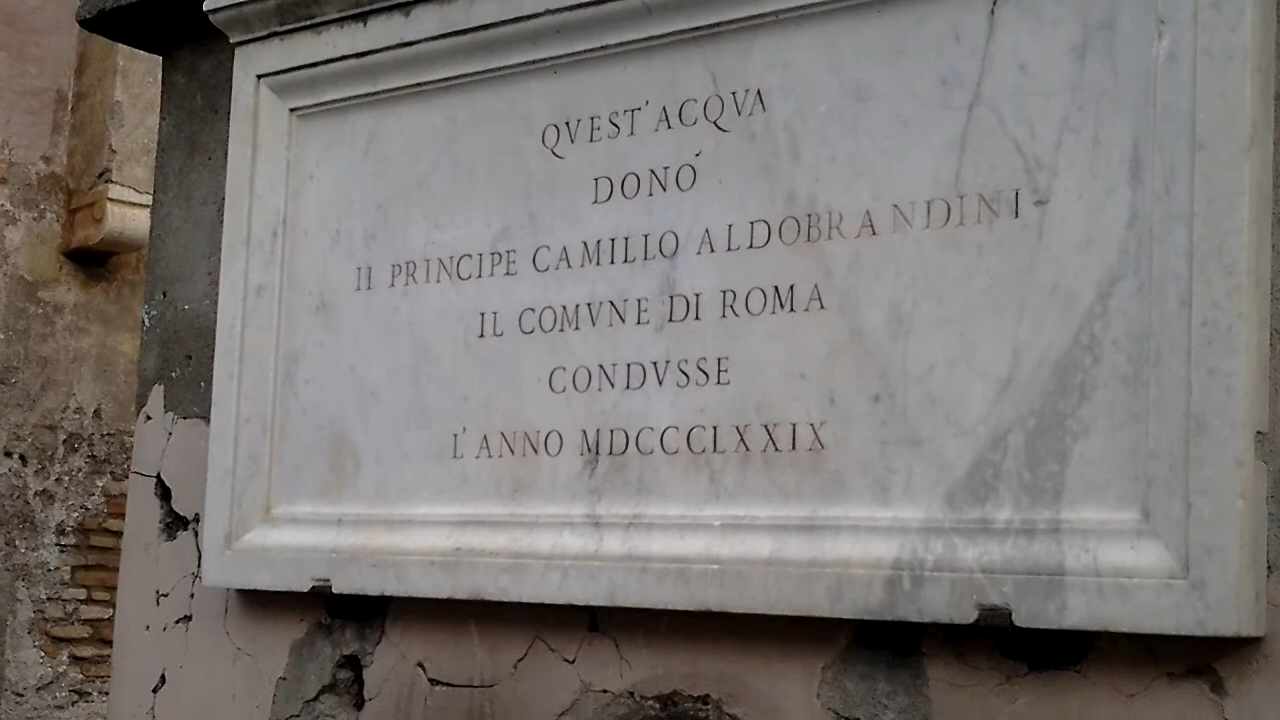 QVEST'ACQVA
DONÒ
IL PRINCIPE CAMILLO ALDOBRANDINI-
IL COMVNE DI ROMA
CONDVSSE
L'ANNO MDCCCLXXIX